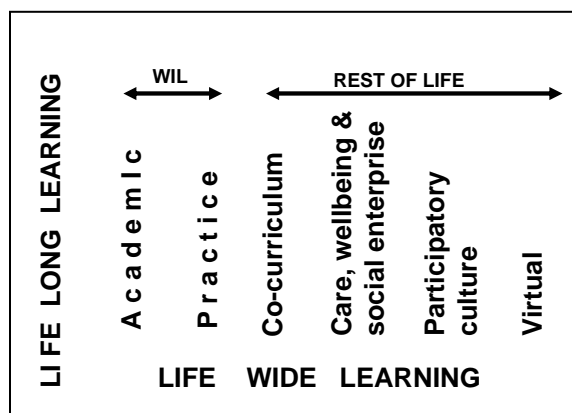 WIL
REST OF LIFE
LIFE LONG LEARNING
Academic
Practice
Co-curriculum
Care, wellbeing &
social enterprise
Participatory
culture
Virtual
LIFE WIDE LEARNING